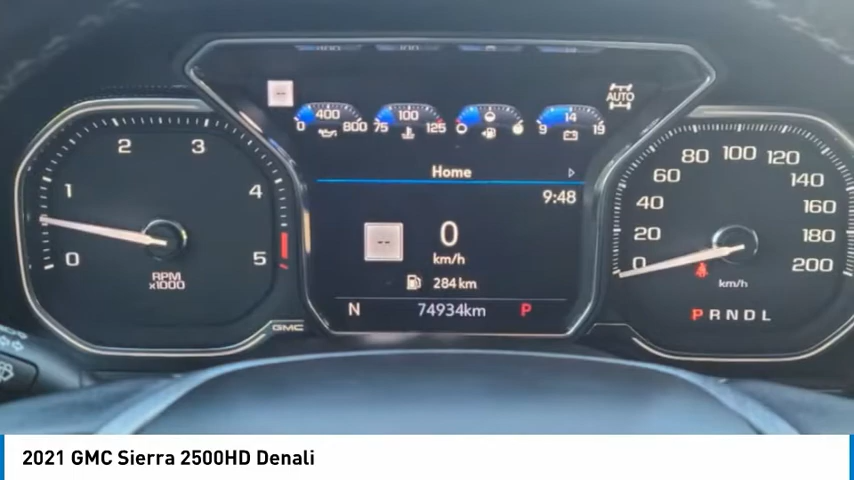 --
400
0 800
100
75 125
14
9 19
AUTO
Home
9:48
--
0
km/h
284 km
N 74934km P
0 1 2 3 4 5
RPM
x1000
GMC
0 20 40 60 80 100 120 140 160 180 200
km/h
PRNDL
2021 GMC Sierra 2500HD Denali